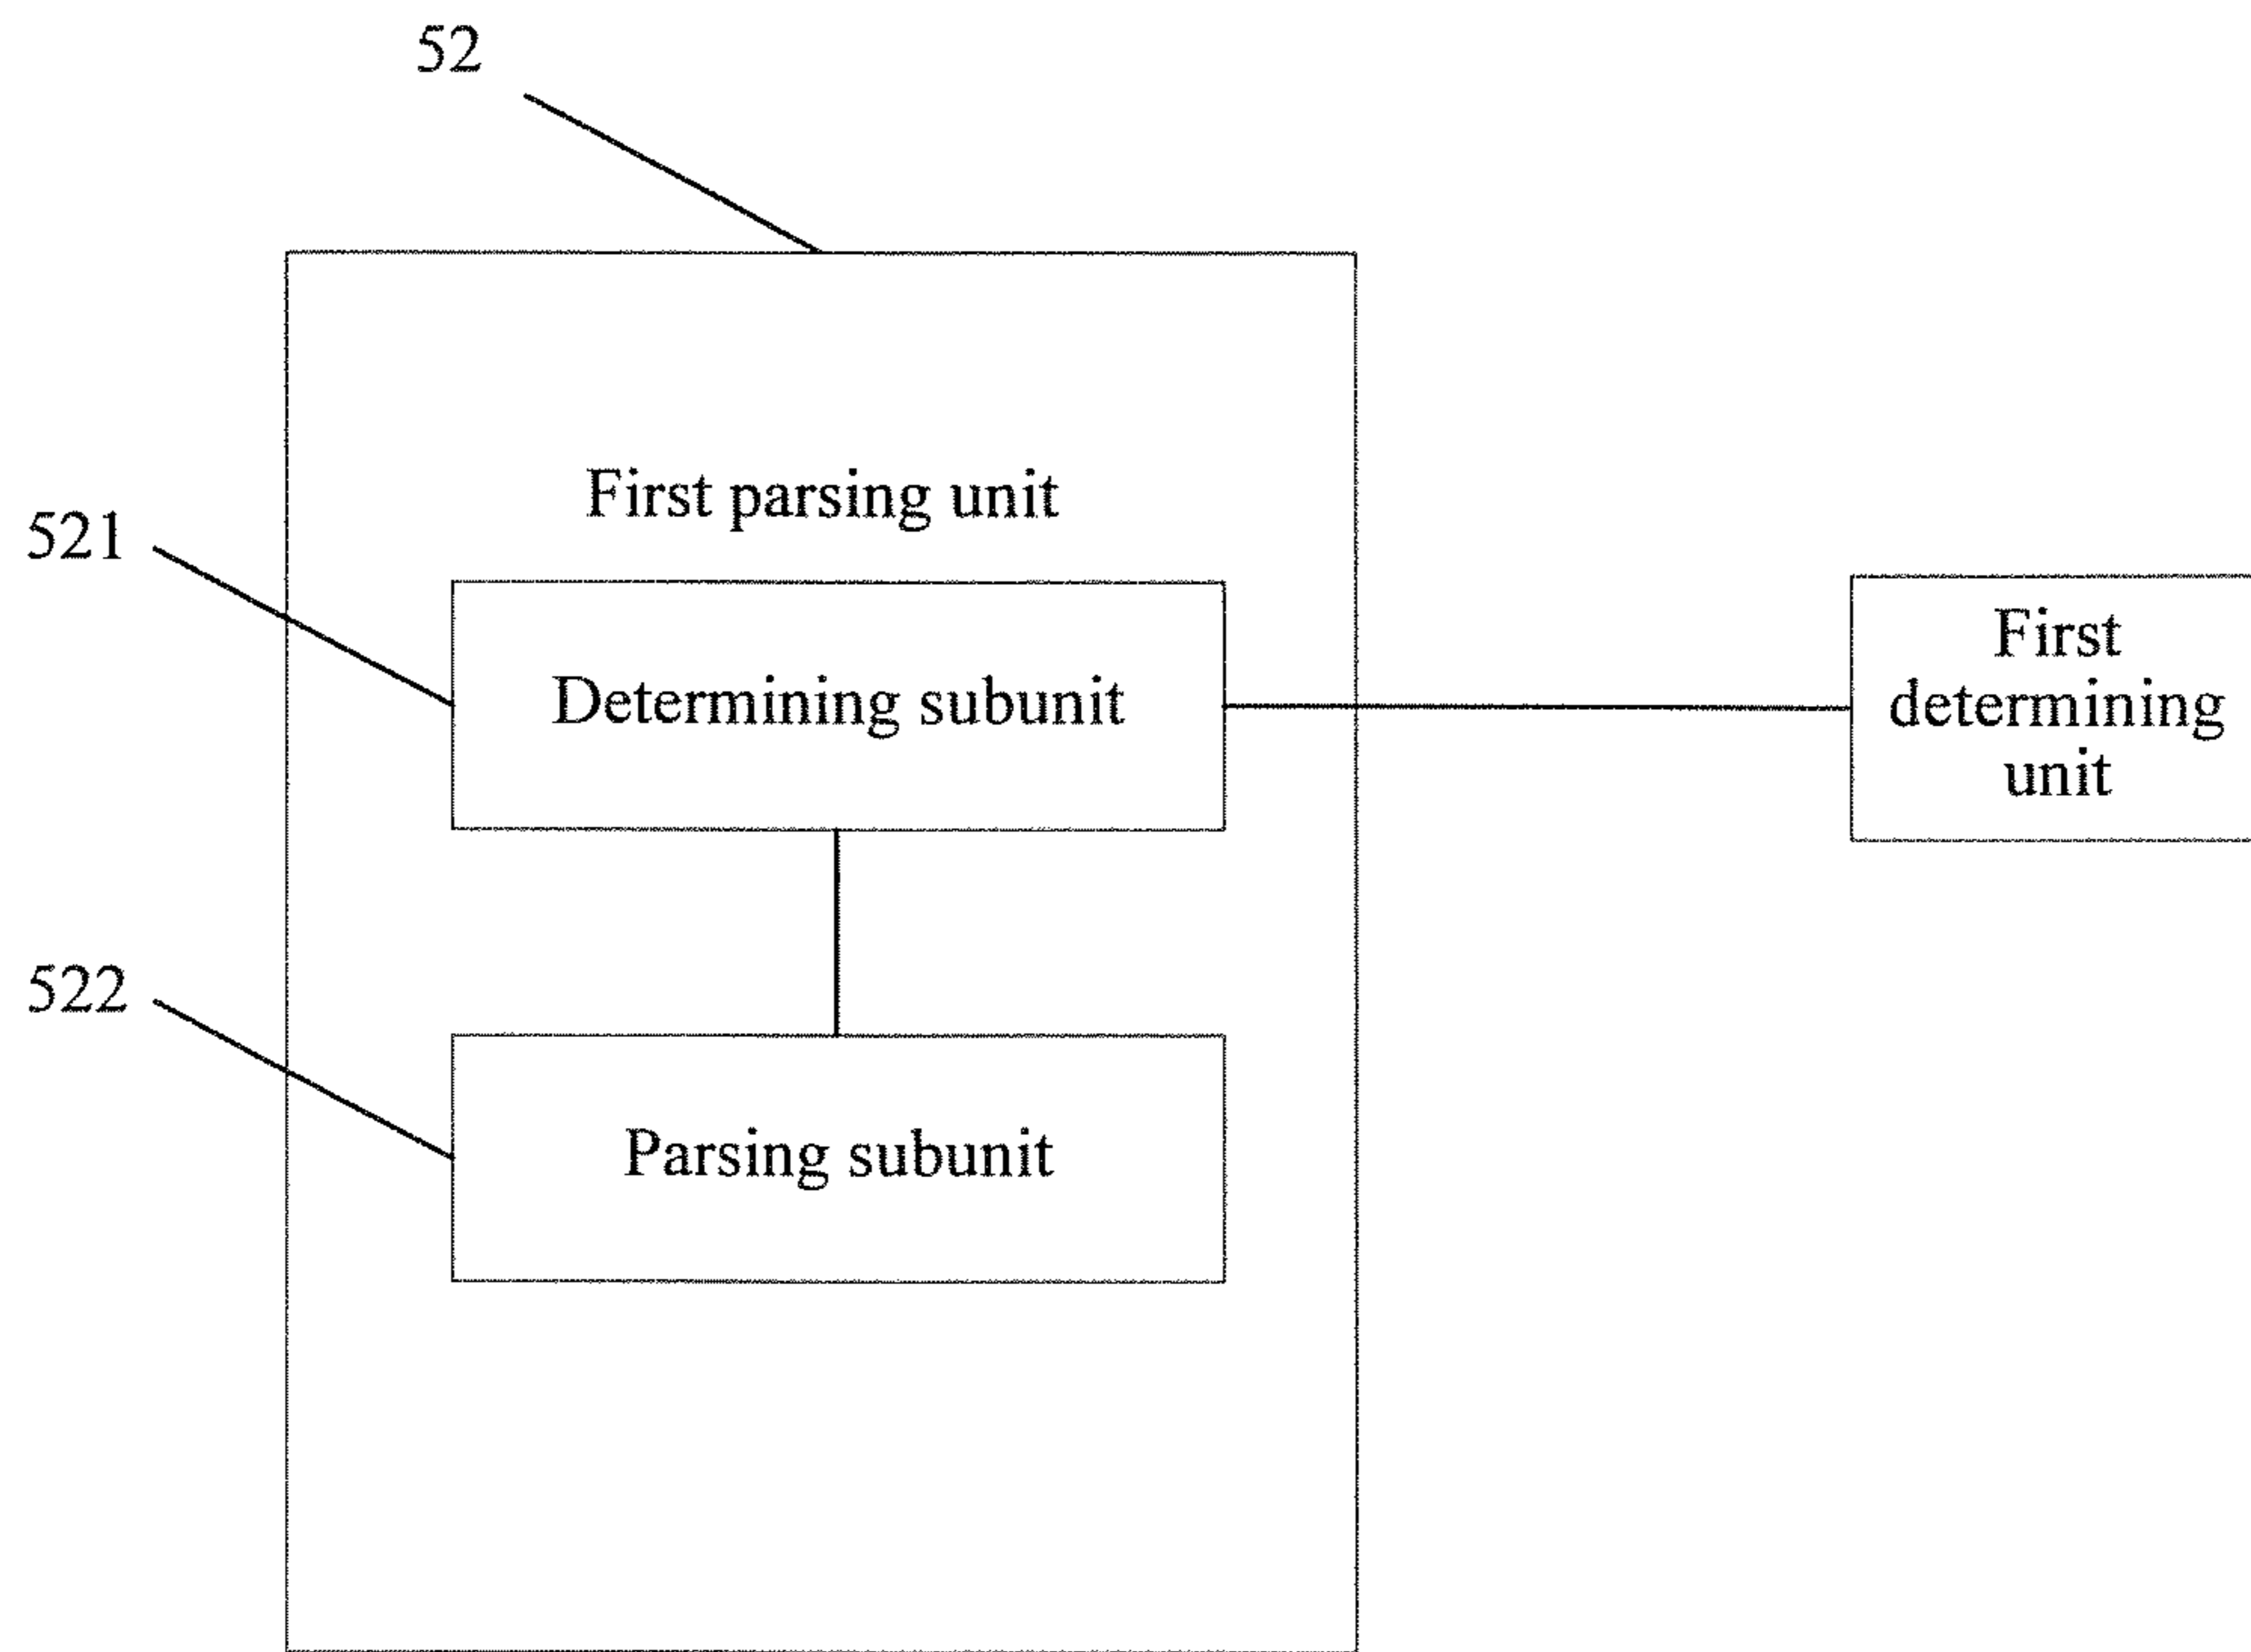 52
First parsing unit
521
Determining subunit
First
determining
unit
522
Parsing subunit